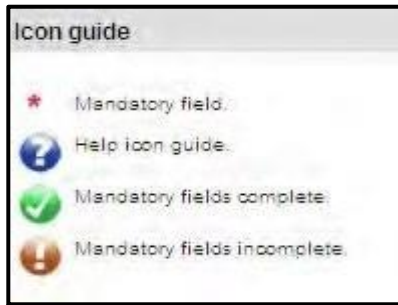 Icon guide
* Mandatory field.
? Help icon guide.
Mandatory fields complete
! Mandatory fields incomplete.